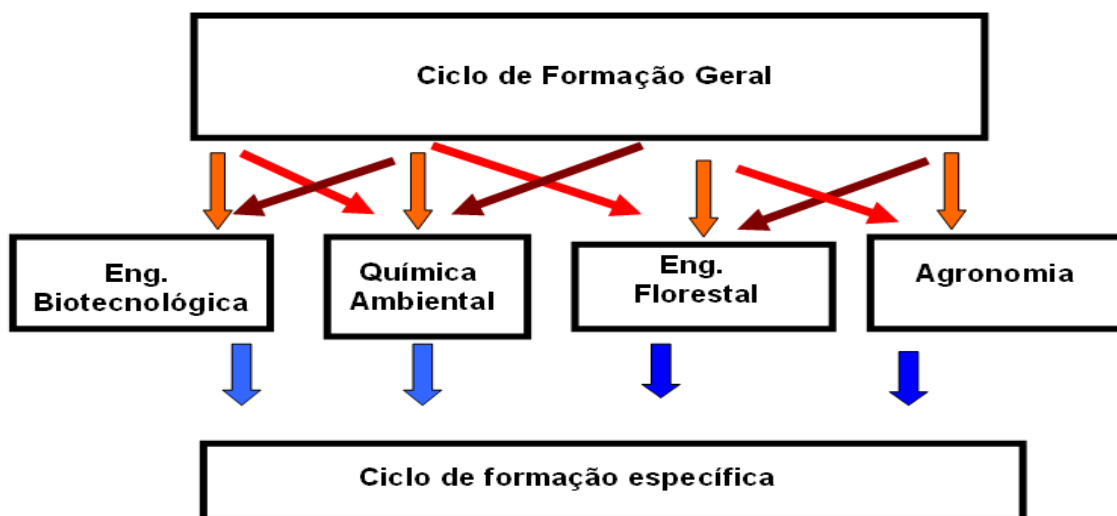 Ciclo de Formação Geral
Eng.
Biotecnológica
Química
Ambiental
Eng.
Florestal
Agronomia
Ciclo de formação específica